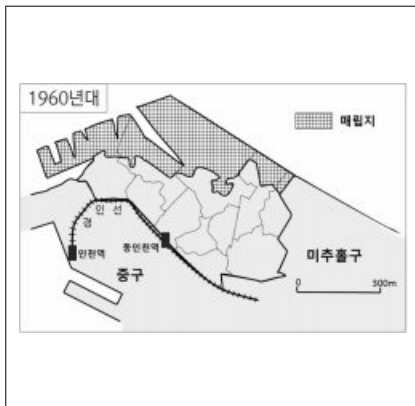 1960년대
매립지
경 인 선
인천역
동인천역
중구
미추홀구
0 300m